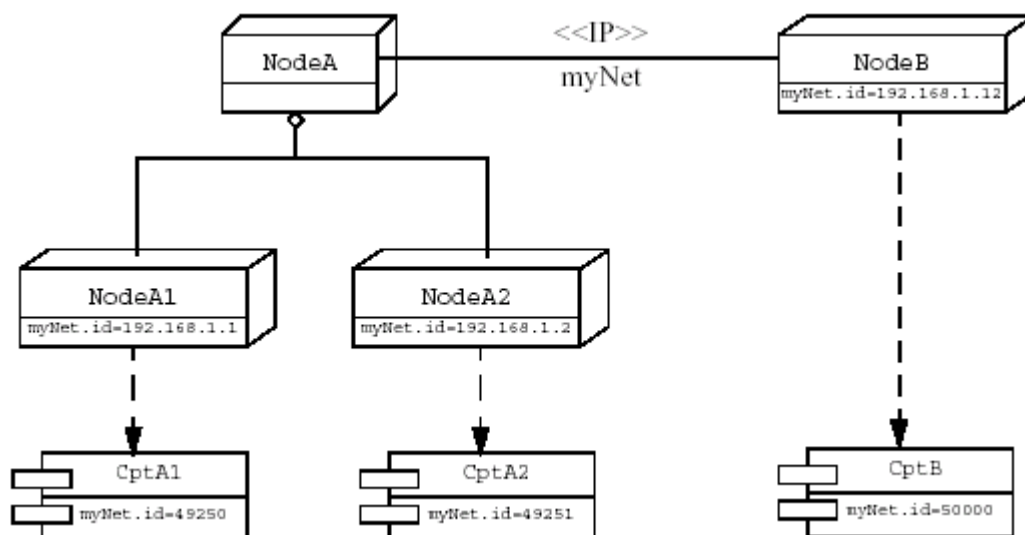 <<IP>>
NodeA
NodeB
myNet
myNet.id=192.168.1.12
NodeA1
NodeA2
myNet.id=192.168.1.1
myNet.id=192.168.1.2
CptA1
CptA2
CptB
myNet.id=49250
myNet.id=49251
myNet.id=50000